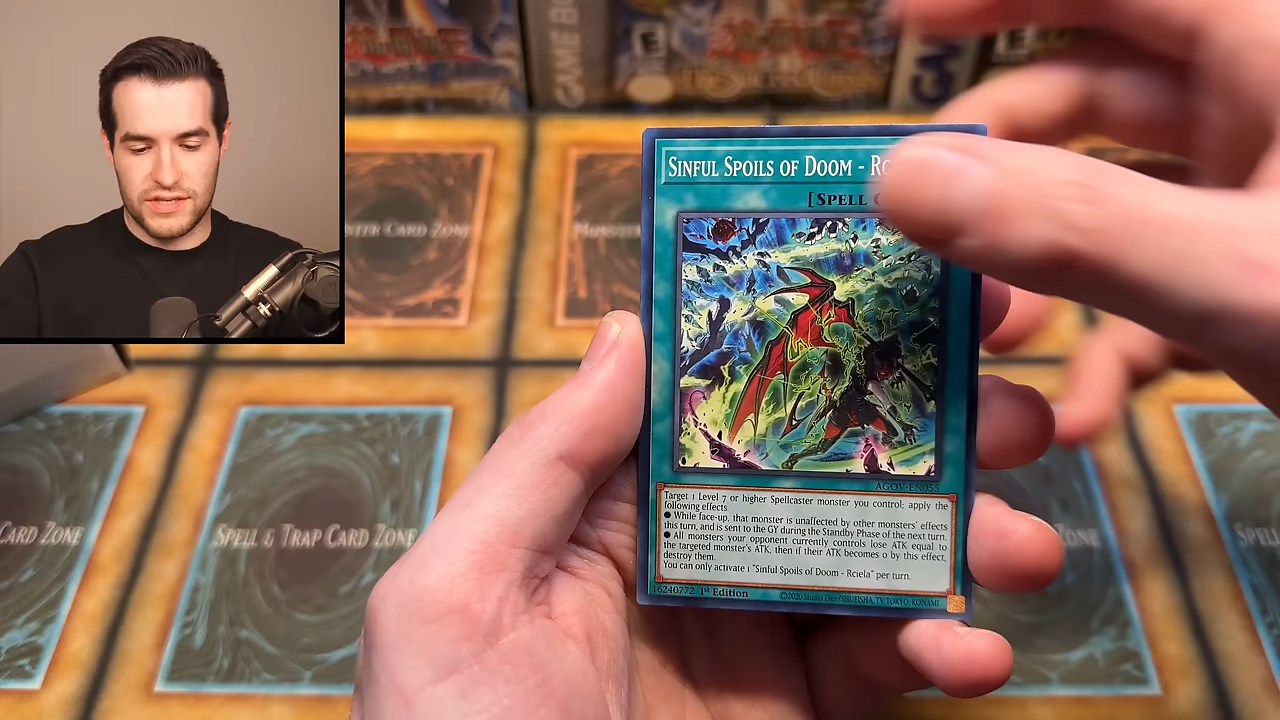 GAME BO
E
E
GA
STER CARD ZONE
MONSTER
SINFUL SPOILS OF DOOM -
[SPELL
AGOV-EN055
Target 1 Level 7 or higher Spellcaster monster you control; apply the
following effects.
● While face-up, that monster is unaffected by other monsters' effects
this turn, and is sent to the GY during the Standby Phase of the next turn.
● All monsters your opponent currently controls lose ATK equal to
the targeted monster's ATK, then if their ATK becomes 0 by this effect,
destroy them.
You can only activate 1 "Sinful Spoils of Doom - Rciela" per turn.
16240772 1st Edition
©2020 Studio Dice/SHUEISHA, TV TOKYO, KONAMI
CARD ZONE
SPELL & TRAP CARD ZONE
ZONE
SPELL